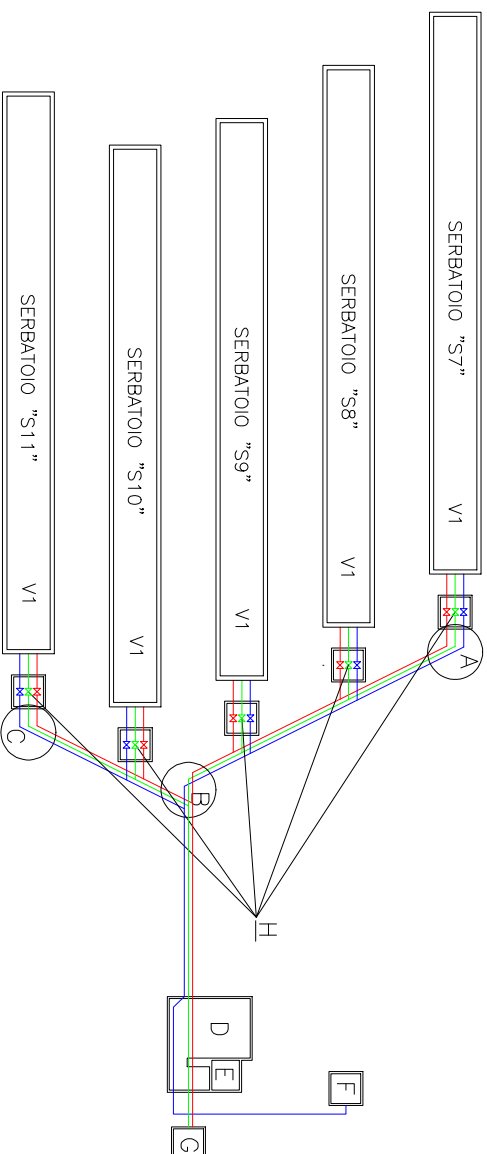 SERBATOIO "S7"
V1
SERBATOIO "S8"
V1
SERBATOIO "S9"
V1
SERBATOIO "S10"
V1
SERBATOIO "S11"
V1
A
B
C
H
D
E
F
G